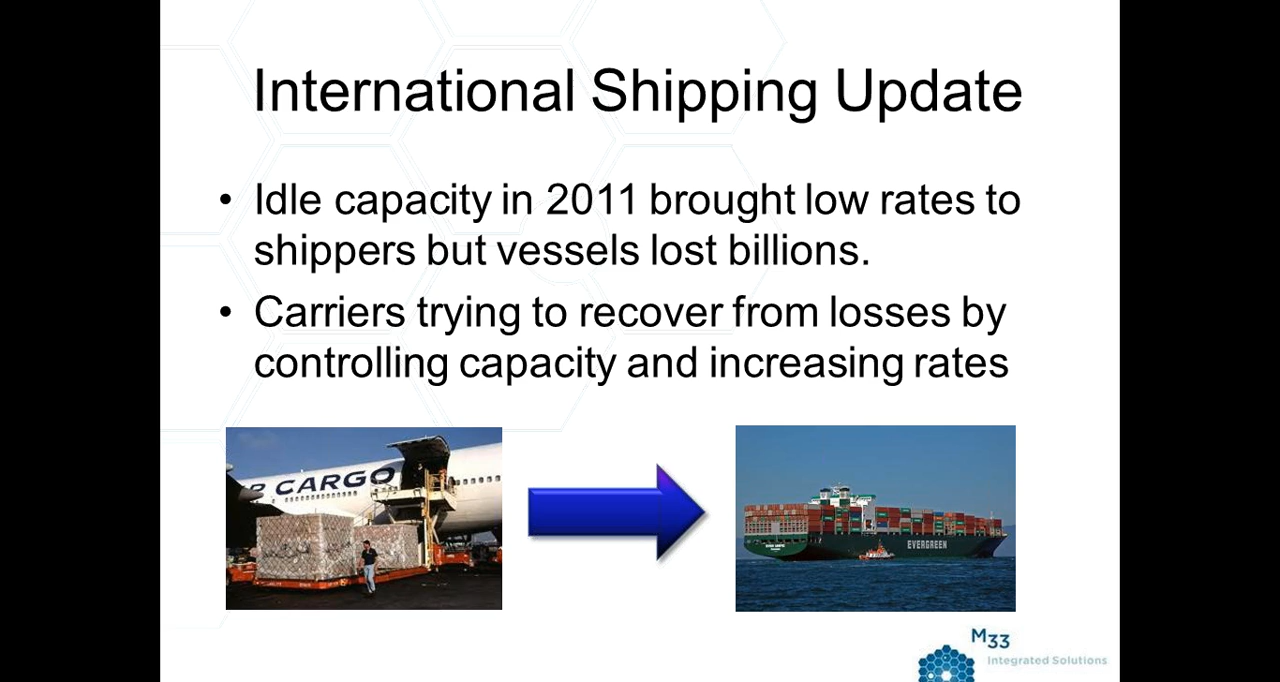 International Shipping Update
• Idle capacity in 2011 brought low rates to
shippers but vessels lost billions.
• Carriers trying to recover from losses by
controlling capacity and increasing rates
CARGO
EVERGREEN
M33
Integrated Solutions